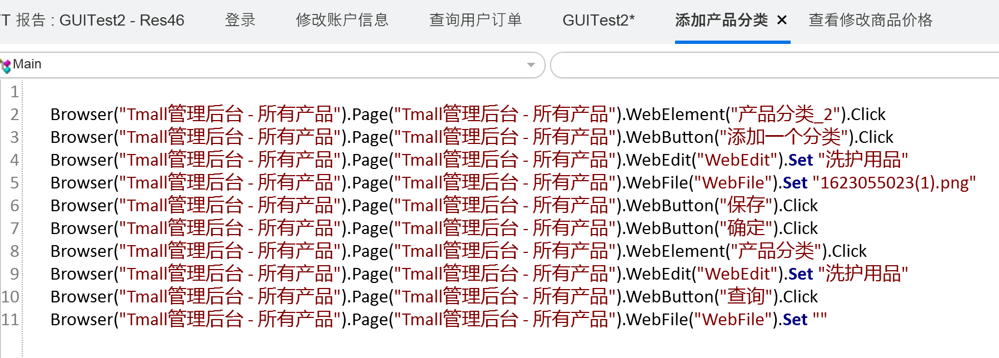 T 报告 : GUITest2 - Res46 登录 修改账户信息 查询用户订单 GUITest2* 添加产品分类 × 查看修改商品价格
Main
1
2 Browser("Tmall管理后台 - 所有产品").Page("Tmall管理后台 - 所有产品").WebElement("产品分类_2").Click
3 Browser("Tmall管理后台 - 所有产品").Page("Tmall管理后台 - 所有产品").WebButton("添加一个分类").Click
4 Browser("Tmall管理后台 - 所有产品").Page("Tmall管理后台 - 所有产品").WebEdit("WebEdit").Set "洗护用品"
5 Browser("Tmall管理后台 - 所有产品").Page("Tmall管理后台 - 所有产品").WebFile("WebFile").Set "1623055023(1).png"
6 Browser("Tmall管理后台 - 所有产品").Page("Tmall管理后台 - 所有产品").WebButton("保存").Click
7 Browser("Tmall管理后台 - 所有产品").Page("Tmall管理后台 - 所有产品").WebButton("确定").Click
8 Browser("Tmall管理后台 - 所有产品").Page("Tmall管理后台 - 所有产品").WebElement("产品分类").Click
9 Browser("Tmall管理后台 - 所有产品").Page("Tmall管理后台 - 所有产品").WebEdit("WebEdit").Set "洗护用品"
10 Browser("Tmall管理后台 - 所有产品").Page("Tmall管理后台 - 所有产品").WebButton("查询").Click
11 Browser("Tmall管理后台 - 所有产品").Page("Tmall管理后台 - 所有产品").WebFile("WebFile").Set ""